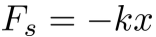 F_s = −kx